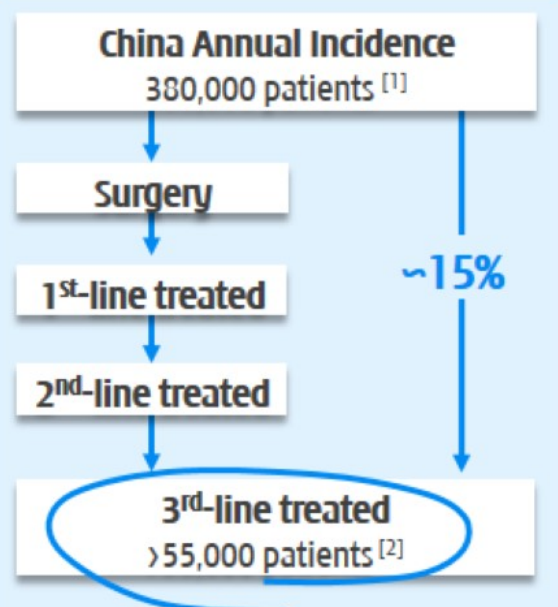 China Annual Incidence
380,000 patients [1]
Surgery
1st-line treated
~15%
2nd-line treated
3rd-line treated
>55,000 patients [2]